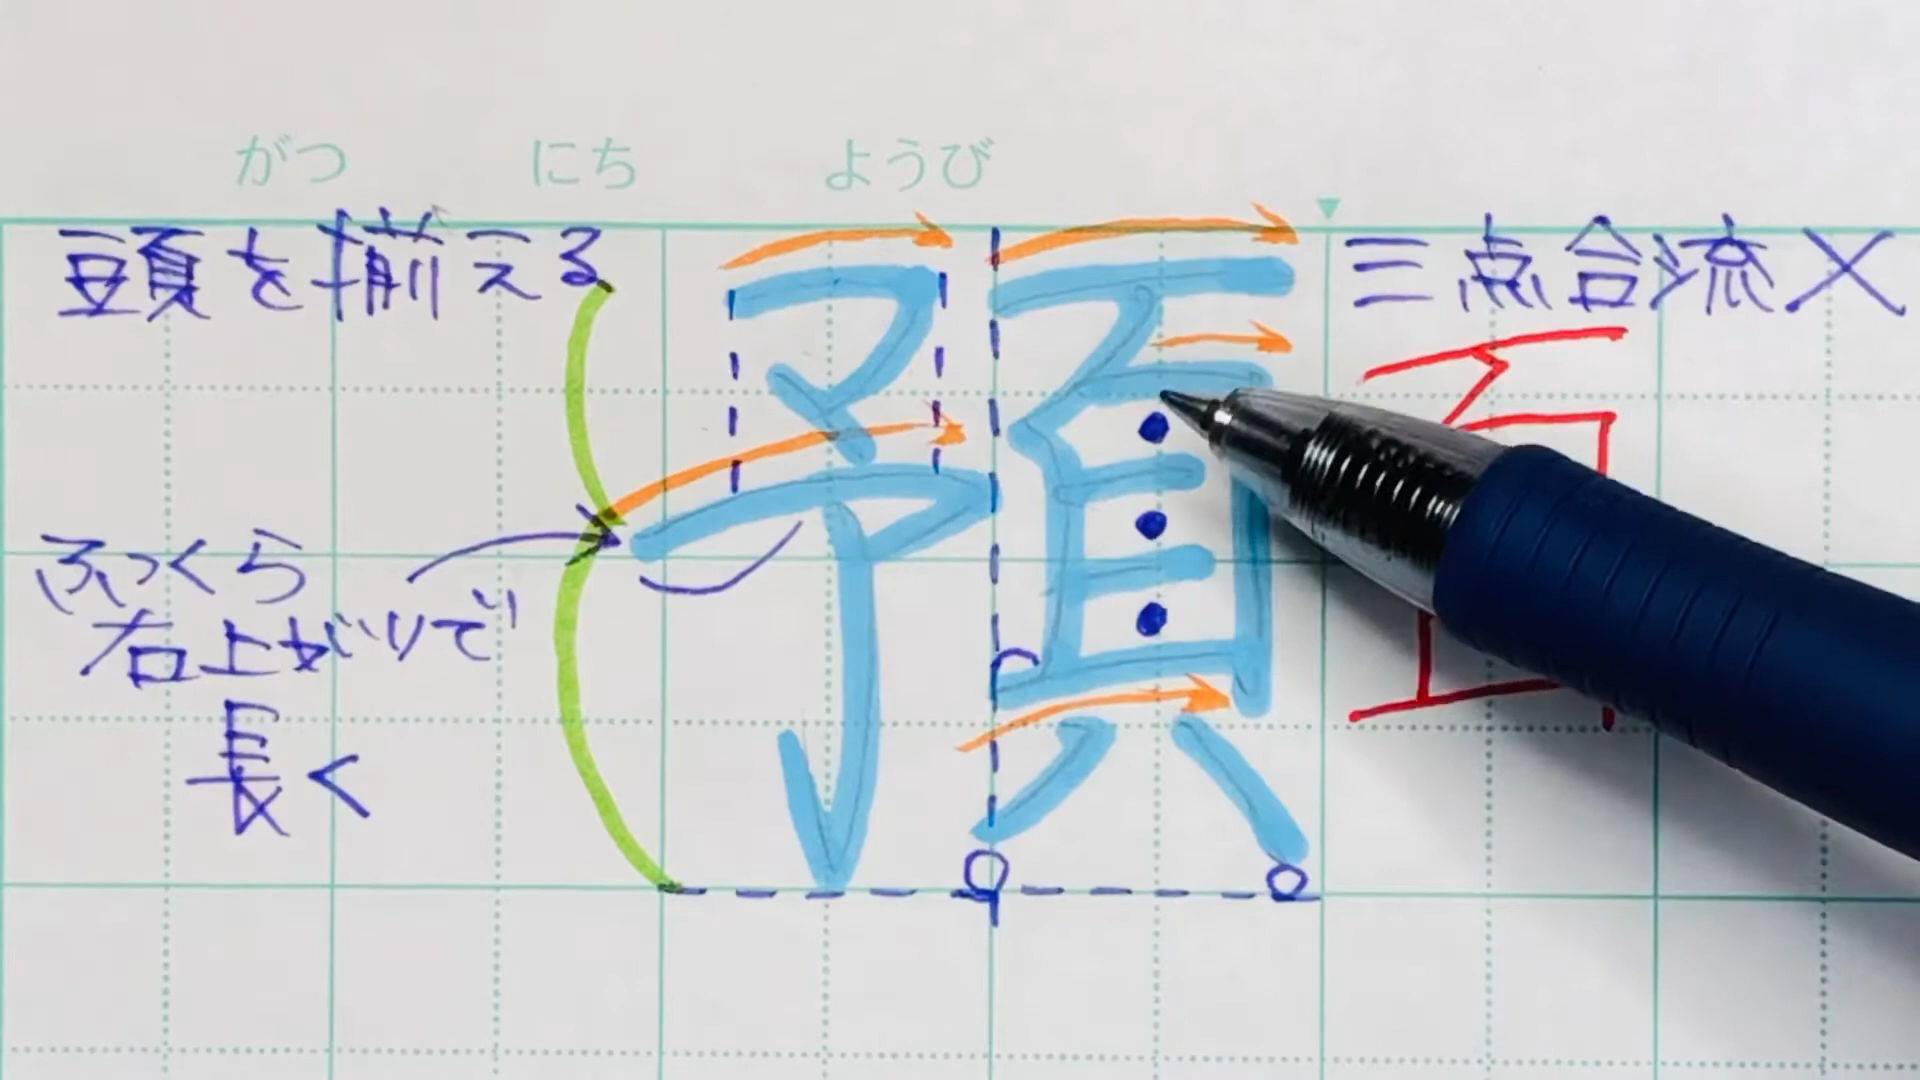 がつ にち ようび
頭を揃える
三点合流×
預
ふっくら
右上がりで
長く